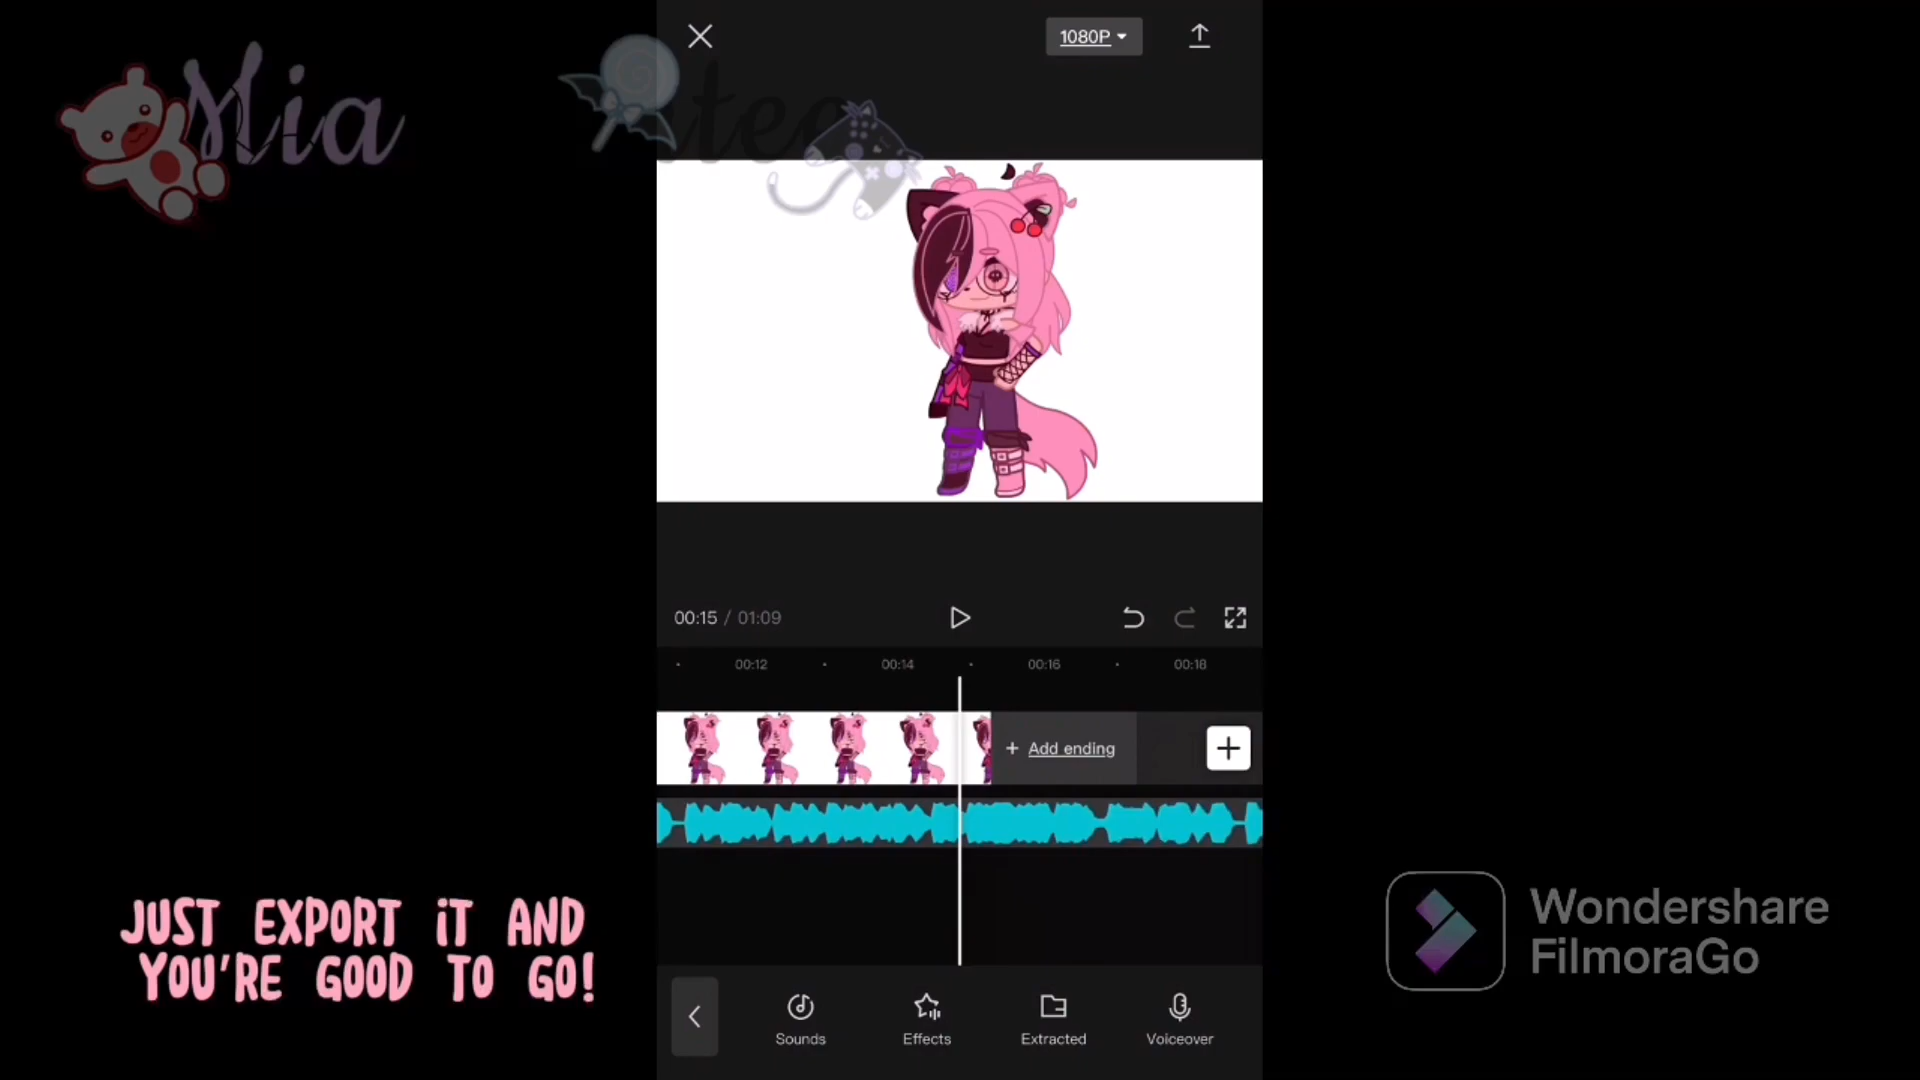 Mia
1080P
00:15 / 01:09
00:12
00:14
00:16
00:18
+ Add ending
JUST EXPORT IT AND
YOU'RE GOOD TO GO!
Wondershare
FilmoraGo
Sounds
Effects
Extracted
Voiceover